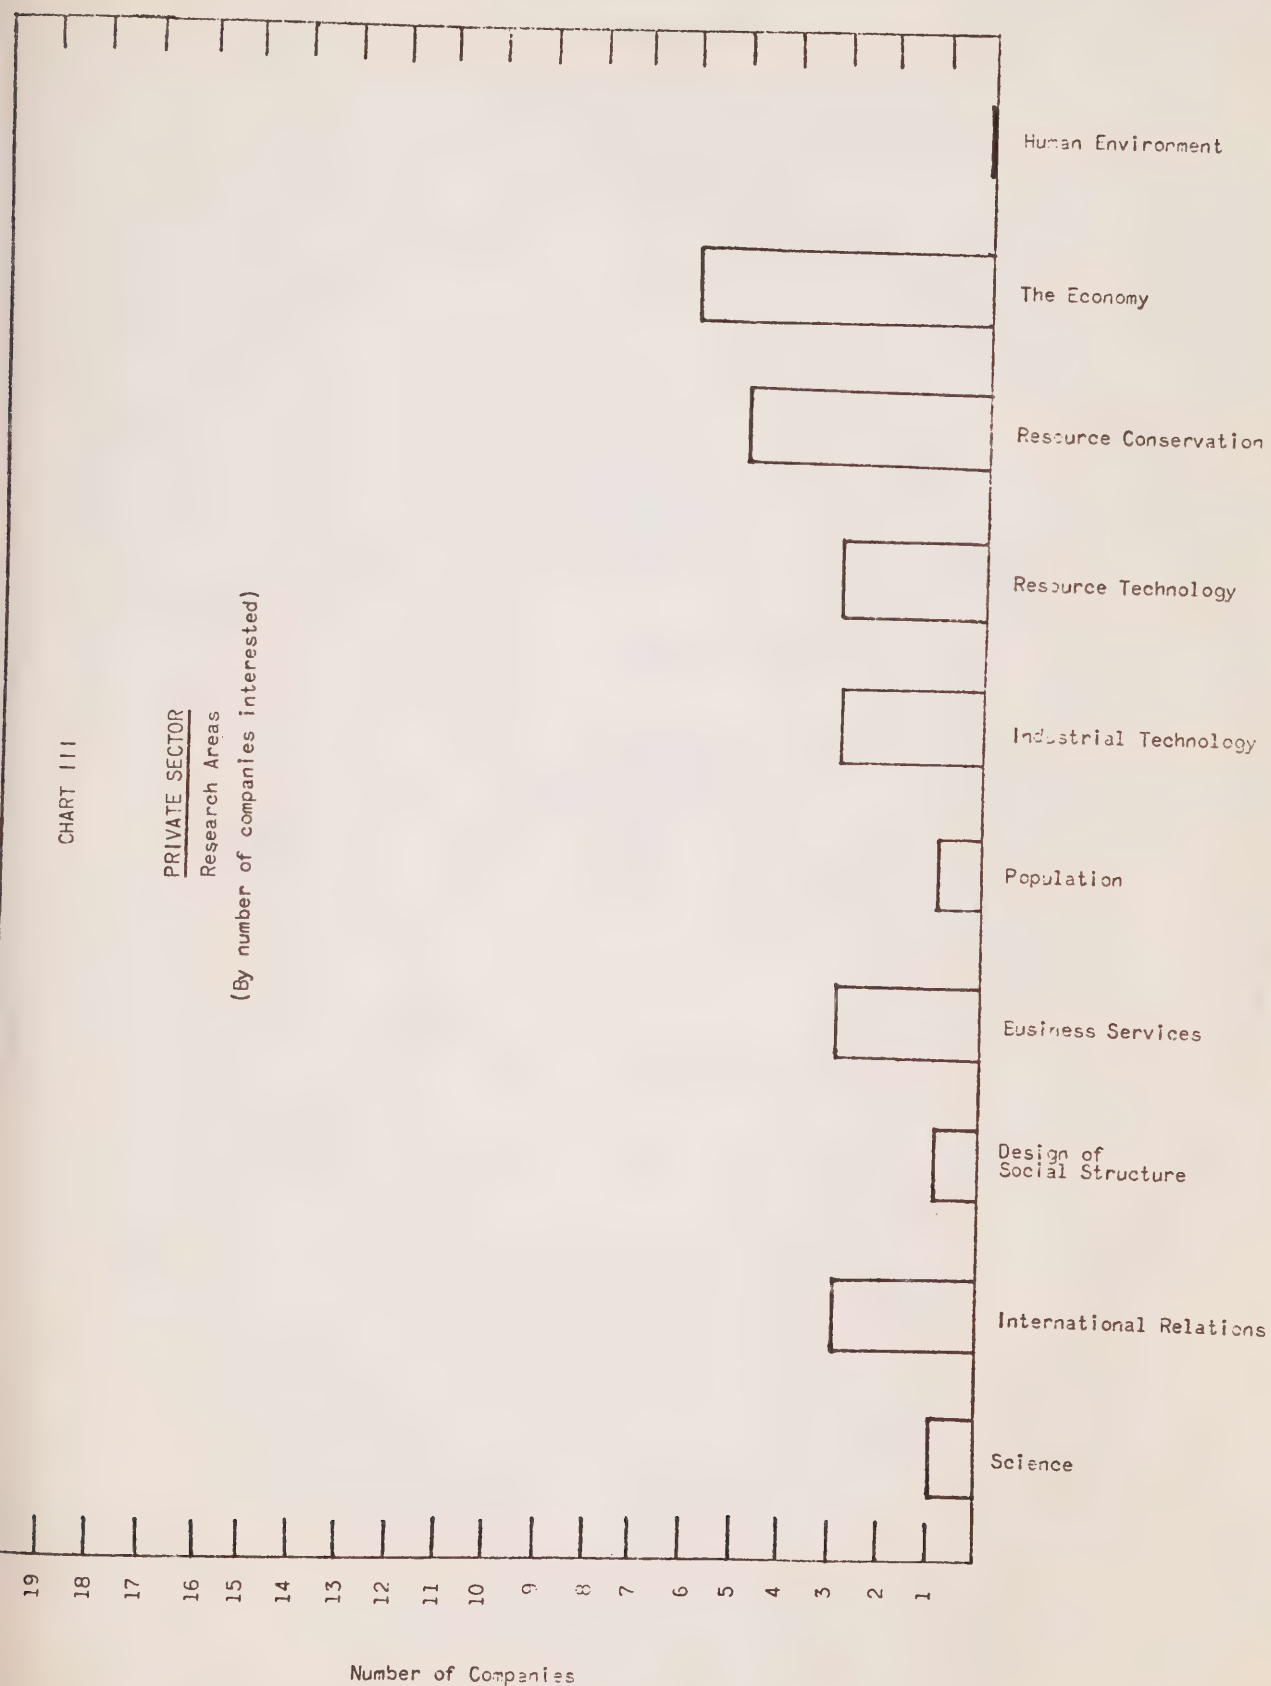 CHART III
PRIVATE SECTOR
Research Areas
(By number of companies interested)
Human Environment
The Economy
Resource Conservation
Resource Technology
Industrial Technology
Population
Business Services
Design of
Social Structure
International Relations
Science
19
18
17
16
15
14
13
12
11
10
9
8
7
6
5
4
3
2
1
Number of Companies